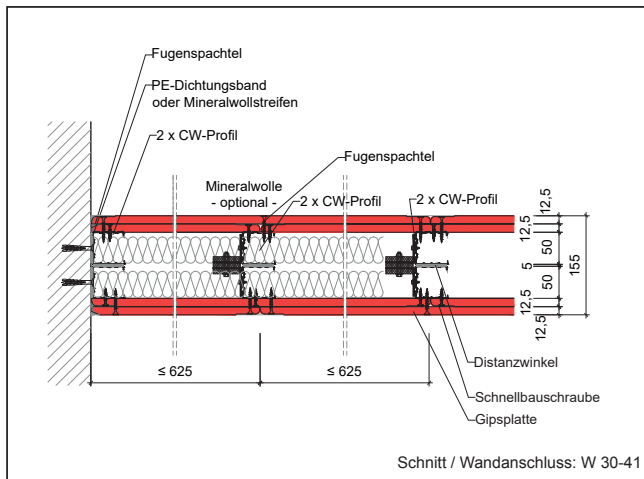 Fugenspachtel
PE-Dichtungsband
oder Mineralwollstreifen
2 x CW-Profil
Fugenspachtel
Mineralwolle
- optional -
2 x CW-Profil
2 x CW-Profil
12,5
12,5
50
5
50
12,5
12,5
155
≤ 625
≤ 625
Distanzwinkel
Schnellbauschraube
Gipsplatte
Schnitt / Wandanschluss: W 30-41